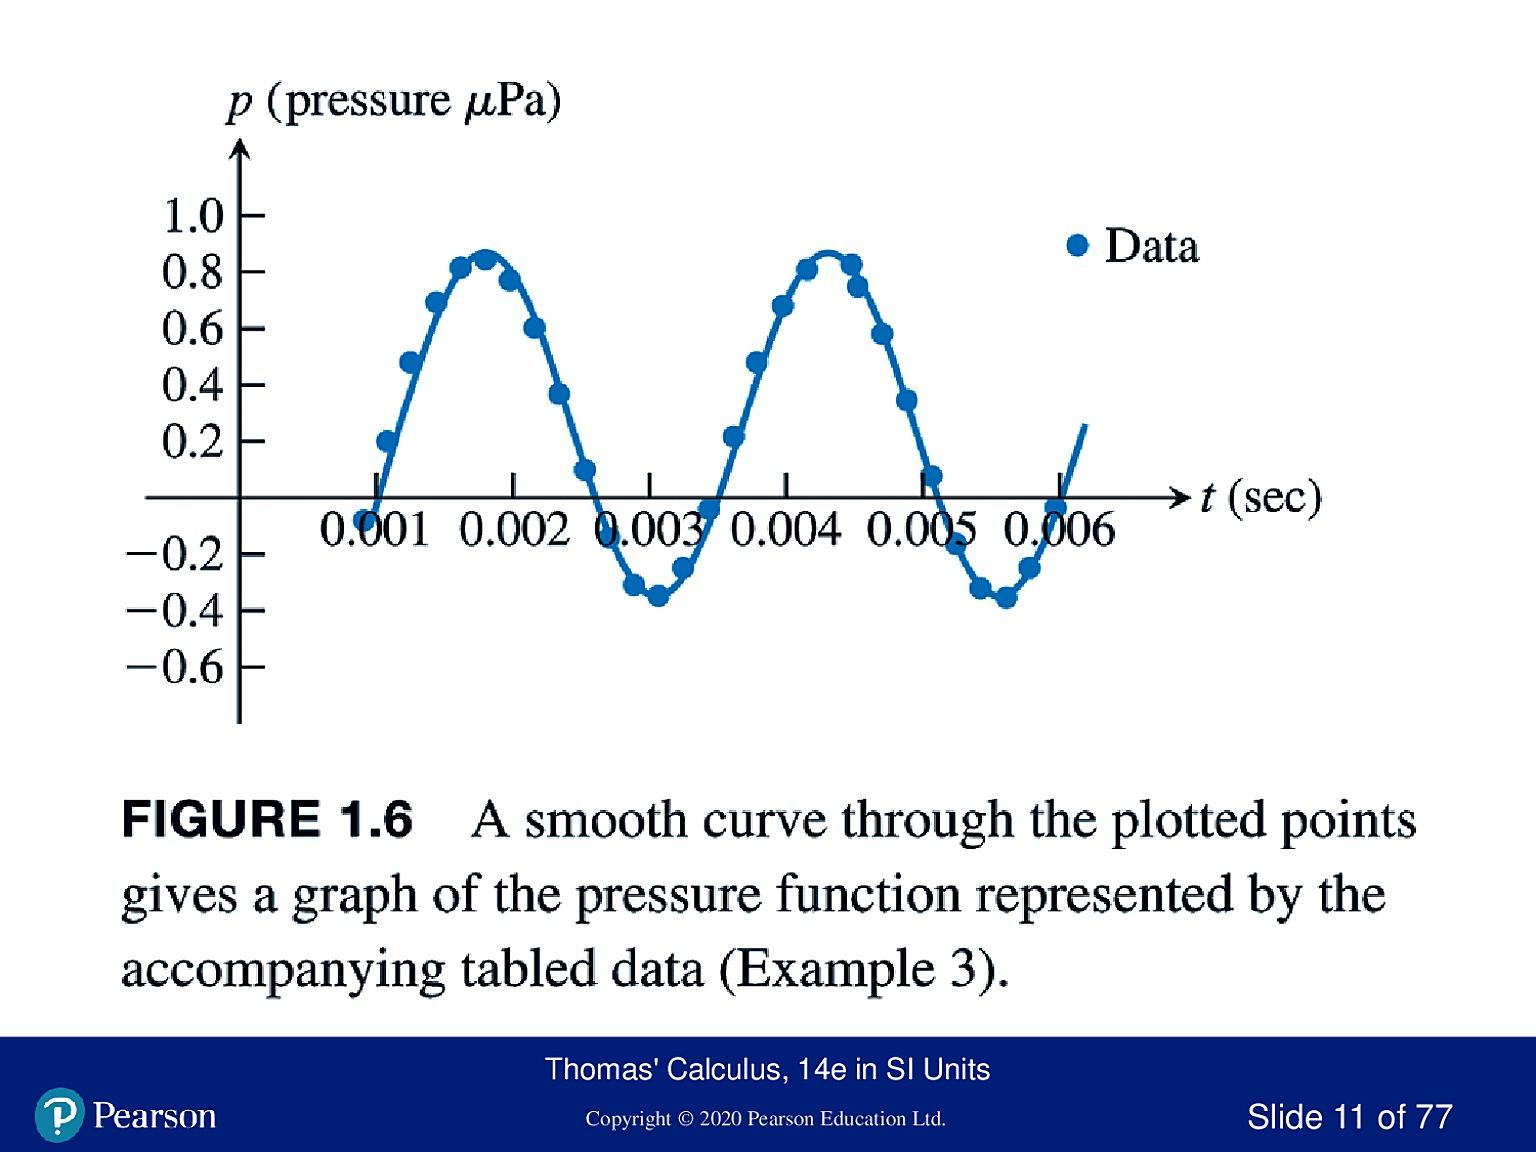 p (pressure μPa)
1.0
0.8
0.6
0.4
0.2
−0.2
−0.4
−0.6
Data
0.001 0.002 0.003 0.004 0.005 0.006
t (sec)
FIGURE 1.6 A smooth curve through the plotted points
gives a graph of the pressure function represented by the
accompanying tabled data (Example 3).
Thomas' Calculus, 14e in SI Units
Pearson
Copyright © 2020 Pearson Education Ltd.
Slide 11 of 77